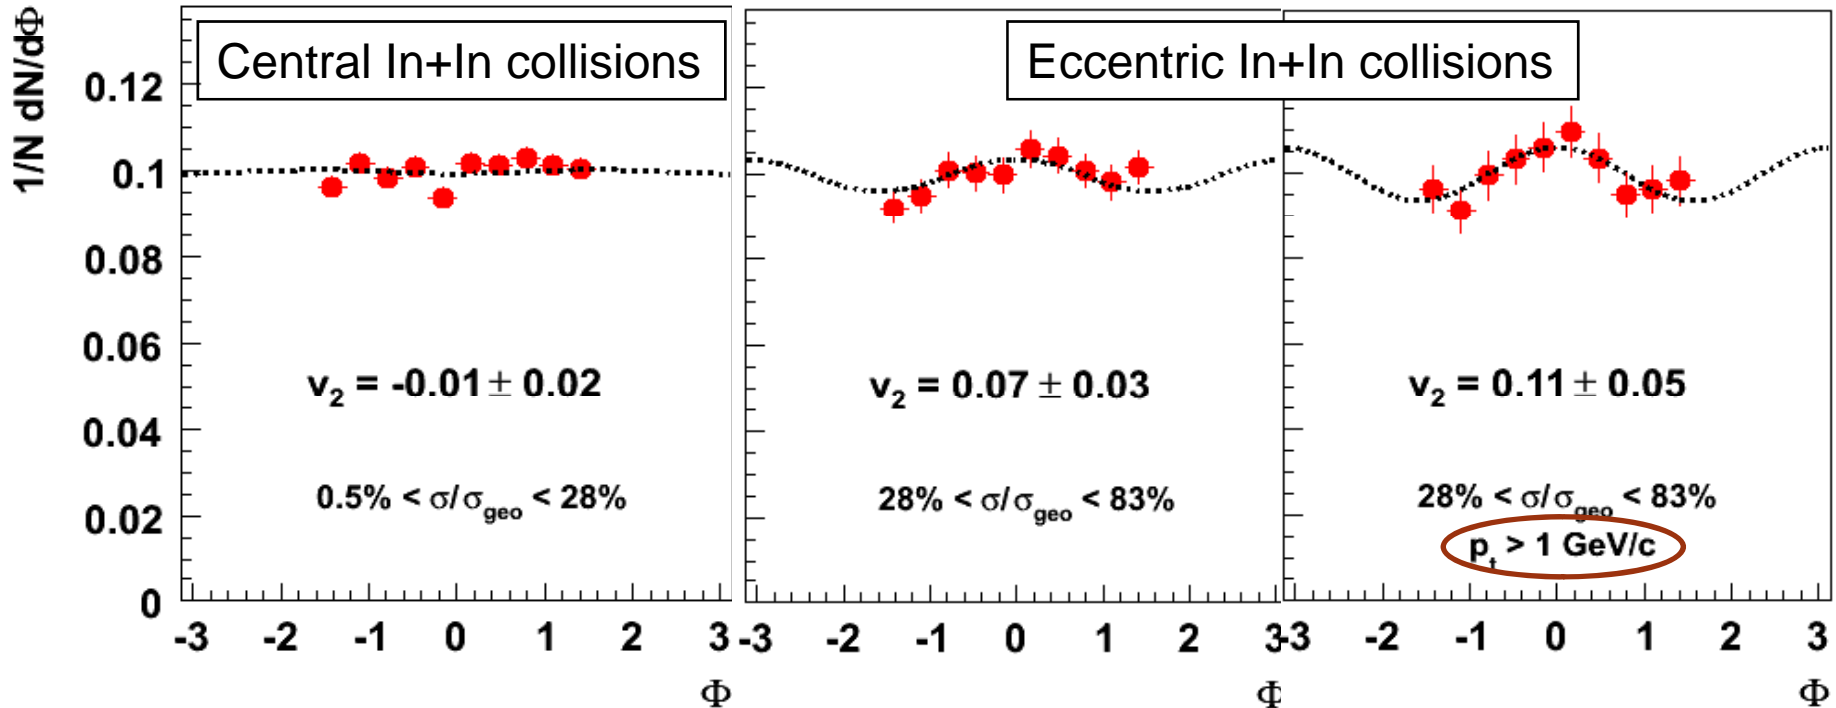 1/N dN/dΦ
Central In+In collisions
Eccentric In+In collisions
0.12
0.1
0.08
0.06
0.04
0.02
0
v2 = -0.01 ± 0.02
v2 = 0.07 ± 0.03
v2 = 0.11 ± 0.05
0.5% < σ/σgeo < 28%
28% < σ/σgeo < 83%
28% < σ/σgeo < 83%
pt > 1 GeV/c
-3 -2 -1 0 1 2 3
-3 -2 -1 0 1 2 3
-3 -2 -1 0 1 2 3
Φ
Φ
Φ